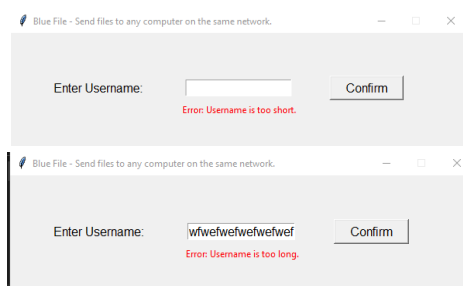 Blue File - Send files to any computer on the same network.
Enter Username: Confirm
Error: Username is too short.
Blue File - Send files to any computer on the same network.
Enter Username: wfwefwefwefwefwef Confirm
Error: Username is too long.